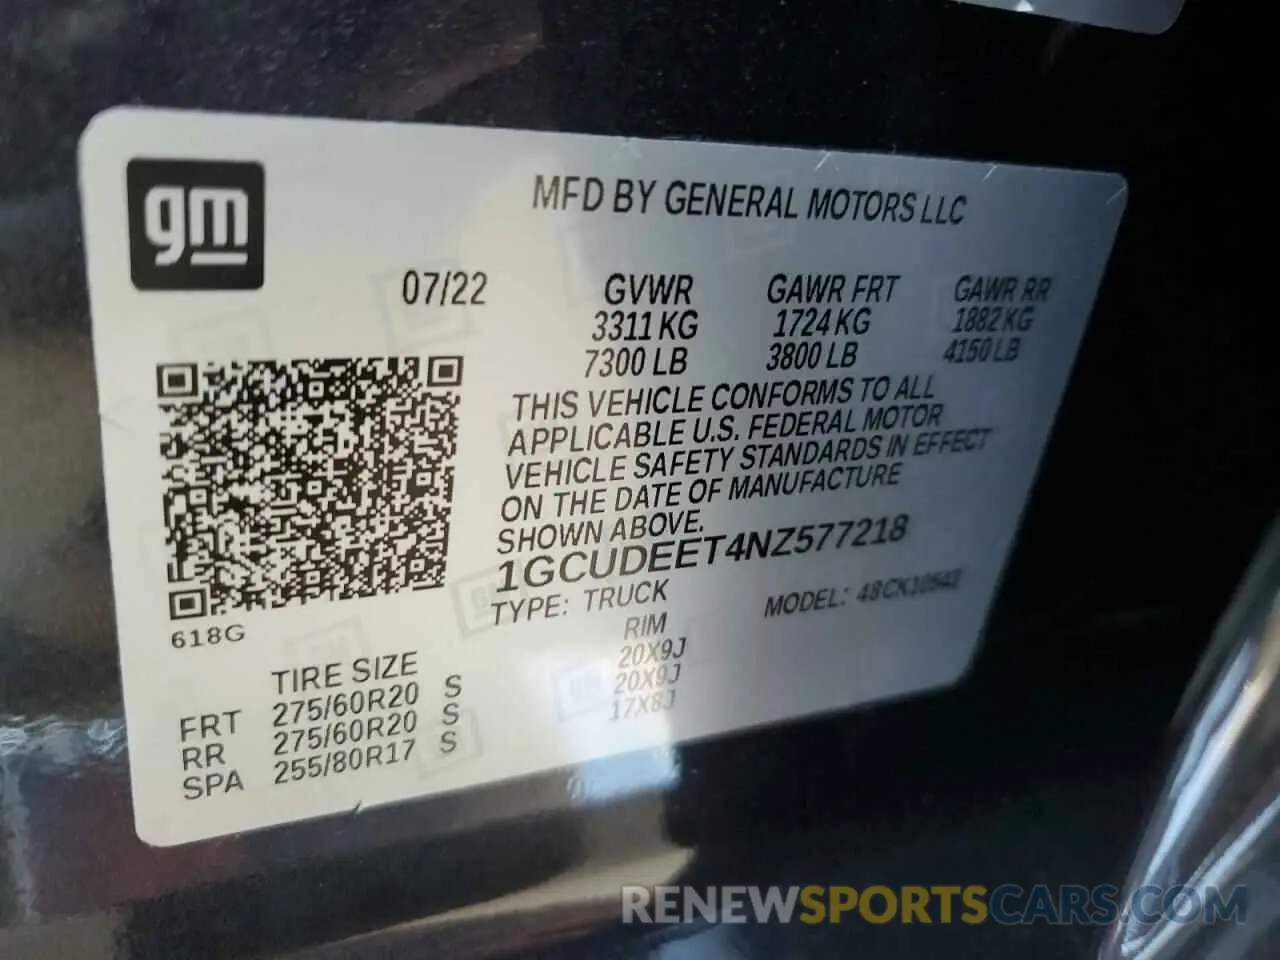 gm
MFD BY GENERAL MOTORS LLC
07/22 GVWR GAWR FRT GAWR RR
3311 KG 1724 KG 1882 KG
7300 LB 3800 LB 4150 LB
THIS VEHICLE CONFORMS TO ALL
APPLICABLE U.S. FEDERAL MOTOR
VEHICLE SAFETY STANDARDS IN EFFECT
ON THE DATE OF MANUFACTURE
SHOWN ABOVE.
1GCUDEET4NZ577218
TYPE: TRUCK MODEL:
618G
TIRE SIZE RIM
FRT 275/60R20 S 20X9J
RR 275/60R20 S 20X9J
SPA 255/80R17 S 17X8J
RENEWSPORTSCARS.COM